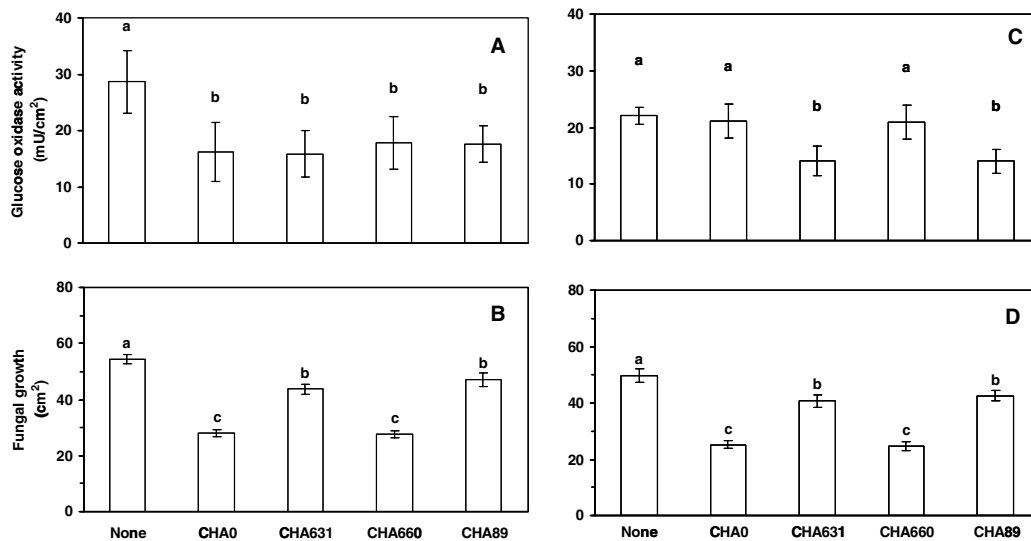 Glucose oxidase activity
(mU/cm²)
40
30
20
10
0
a
b
b
b
b
A
40
30
20
10
0
a
a
b
a
b
C
Fungal growth
(cm²)
80
60
40
20
0
a
c
b
c
b
B
None CHA0 CHA631 CHA660 CHA89
80
60
40
20
0
a
c
b
c
b
D
None CHA0 CHA631 CHA660 CHA89